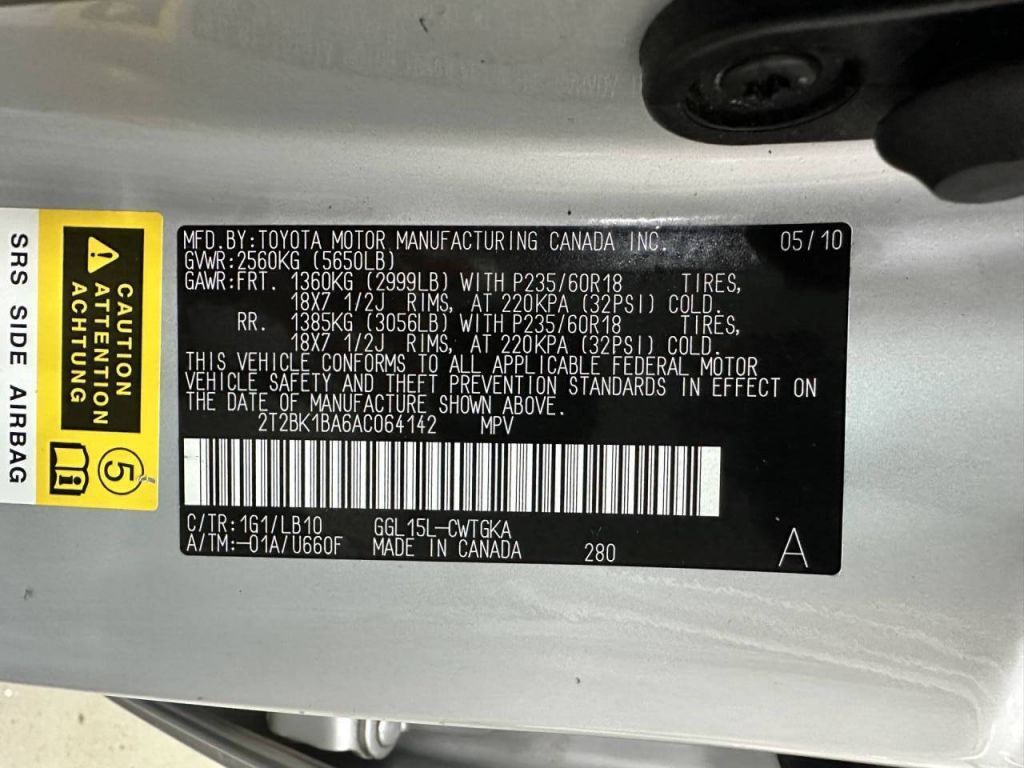 MFD.BY:TOYOTA MOTOR MANUFACTURING CANADA INC. 05/10
GVWR:2560KG (5650LB)
GAWR:FRT. 1360KG (2999LB) WITH P235/60R18 TIRES,
18X7 1/2J RIMS, AT 220KPA (32PSI) COLD.
RR. 1385KG (3056LB) WITH P235/60R18 TIRES,
18X7 1/2J RIMS, AT 220KPA (32PSI) COLD.
THIS VEHICLE CONFORMS TO ALL APPLICABLE FEDERAL MOTOR
VEHICLE SAFETY AND THEFT PREVENTION STANDARDS IN EFFECT ON
THE DATE OF MANUFACTURE SHOWN ABOVE.
2T2BK1BA6AC064142 MPV
C/TR:1G1/LB10 GGL15L-CWTGKA
A/TM:-01A/U660F MADE IN CANADA 280
A
CAUTION
ATTENTION
ACHTUNG
5
i
SRS SIDE AIRBAG